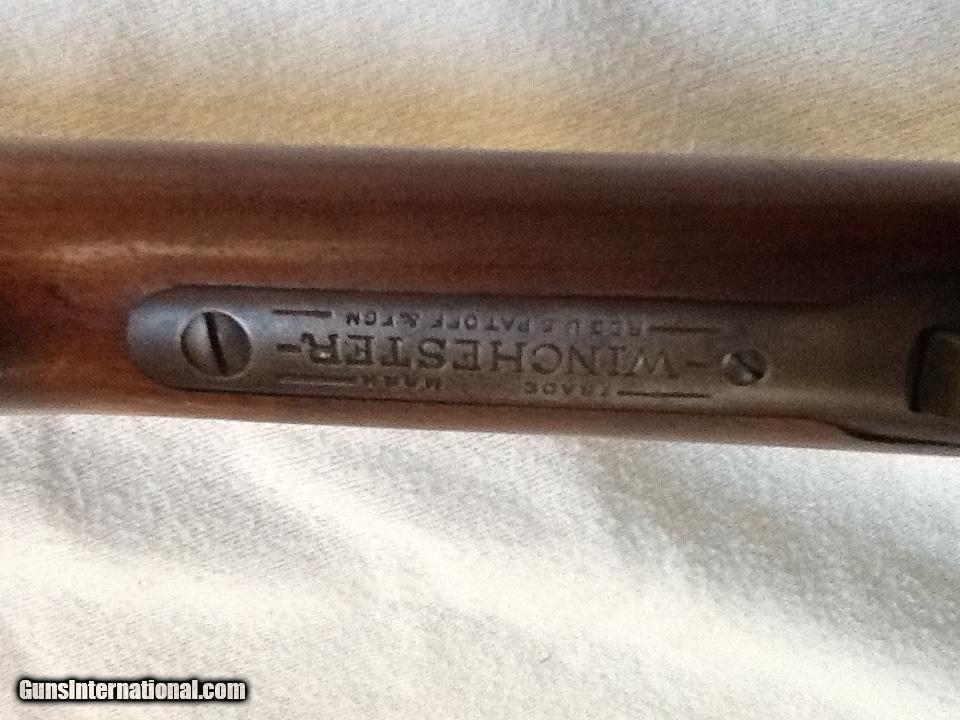 TRADE MARK
-WINCHESTER-
REG. U.S. PAT. OFF. & FGN.
GunsInternational.com